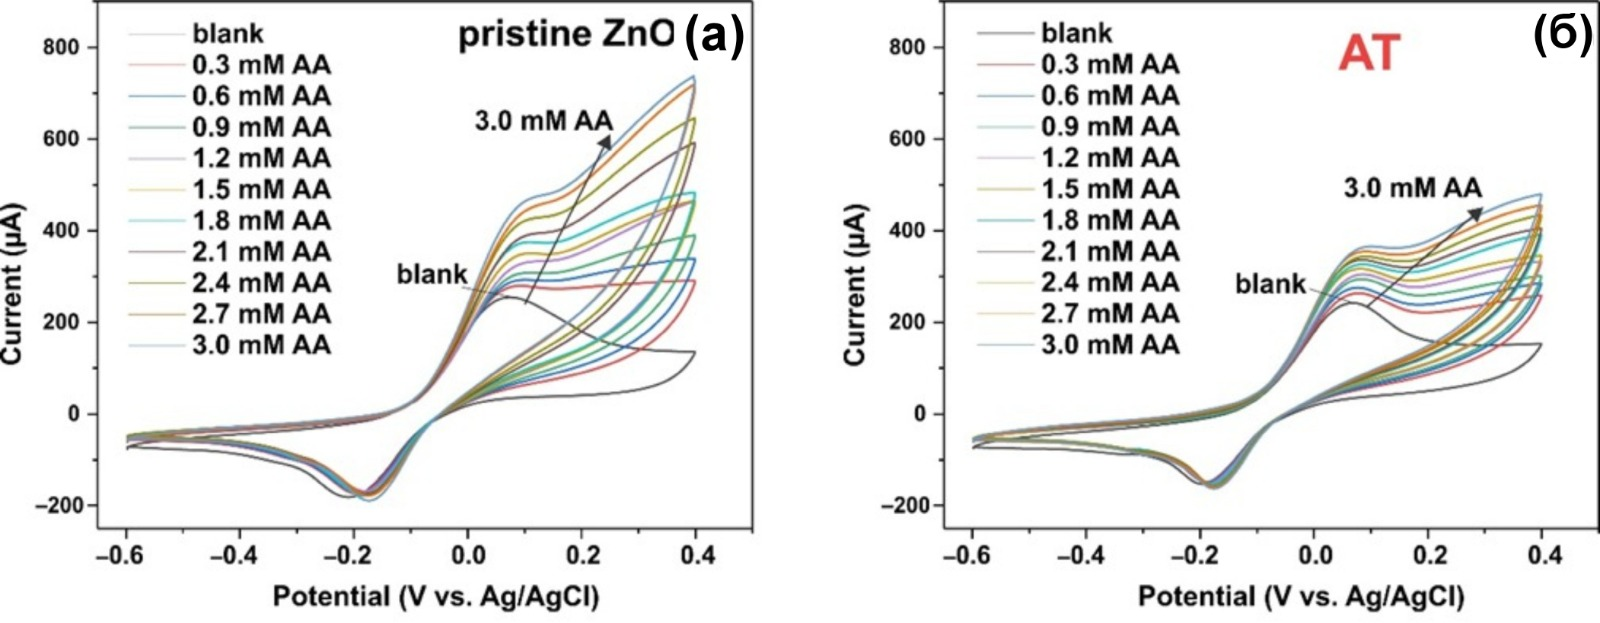 pristine ZnO (а)
blank
0.3 mM AA
0.6 mM AA
0.9 mM AA
1.2 mM AA
1.5 mM AA
1.8 mM AA
2.1 mM AA
2.4 mM AA
2.7 mM AA
3.0 mM AA
3.0 mM AA
blank
800
600
400
200
0
–200
–0.6
–0.4
–0.2
0.0
0.2
0.4
Current (µA)
Potential (V vs. Ag/AgCl)
AT
(б)
blank
0.3 mM AA
0.6 mM AA
0.9 mM AA
1.2 mM AA
1.5 mM AA
1.8 mM AA
2.1 mM AA
2.4 mM AA
2.7 mM AA
3.0 mM AA
3.0 mM AA
blank
800
600
400
200
0
–200
–0.6
–0.4
–0.2
0.0
0.2
0.4
Current (µA)
Potential (V vs. Ag/AgCl)